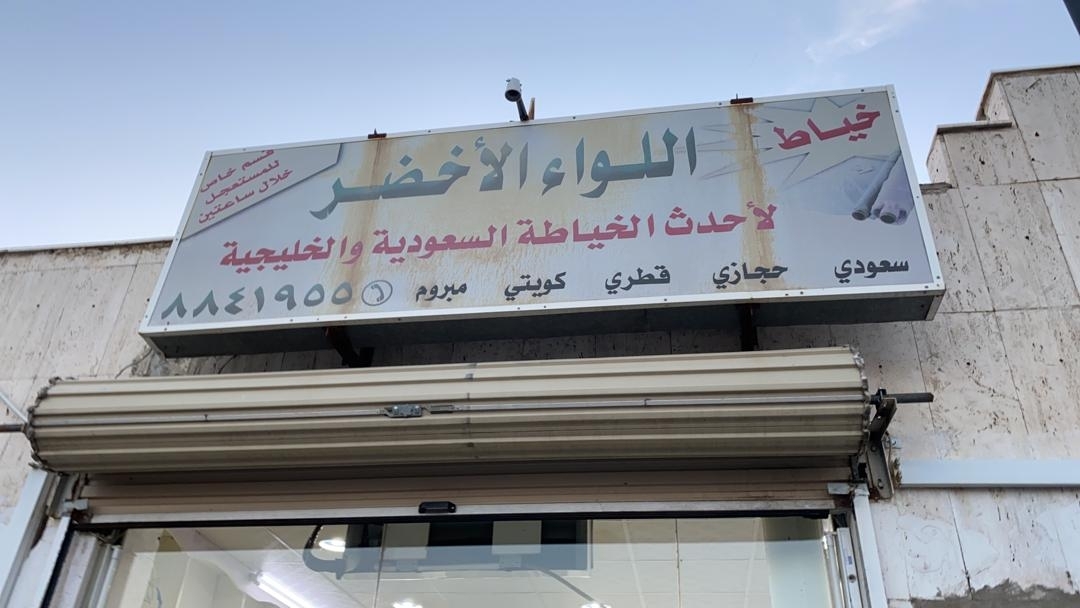 خياط
اللواء الأخضر
قسم خاص
للمستعجل
خلال ساعتين
لأحدث الخياطة السعودية والخليجية
سعودي حجازي قطري كويتي مبروم ٨٨٤١٩٥٥